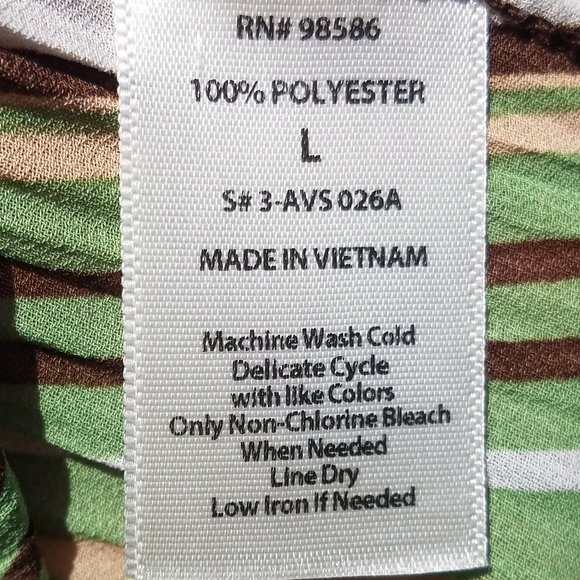 RN# 98586
100% POLYESTER
L
S# 3-AVS 026A
MADE IN VIETNAM
Machine Wash Cold
Delicate Cycle
with like Colors
Only Non-Chlorine Bleach
When Needed
Line Dry
Low Iron If Needed